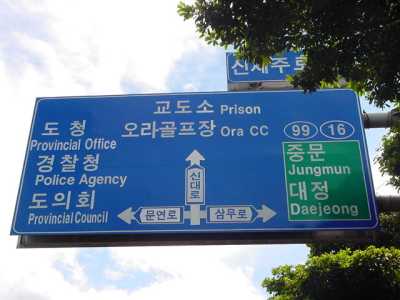 신제주로
교도소 Prison
오라골프장 Ora CC
도청
Provincial Office
경찰청
Police Agency
도의회
Provincial Council
신대로
문연로
삼무로
99 16
중문
Jungmun
대정
Daejeong